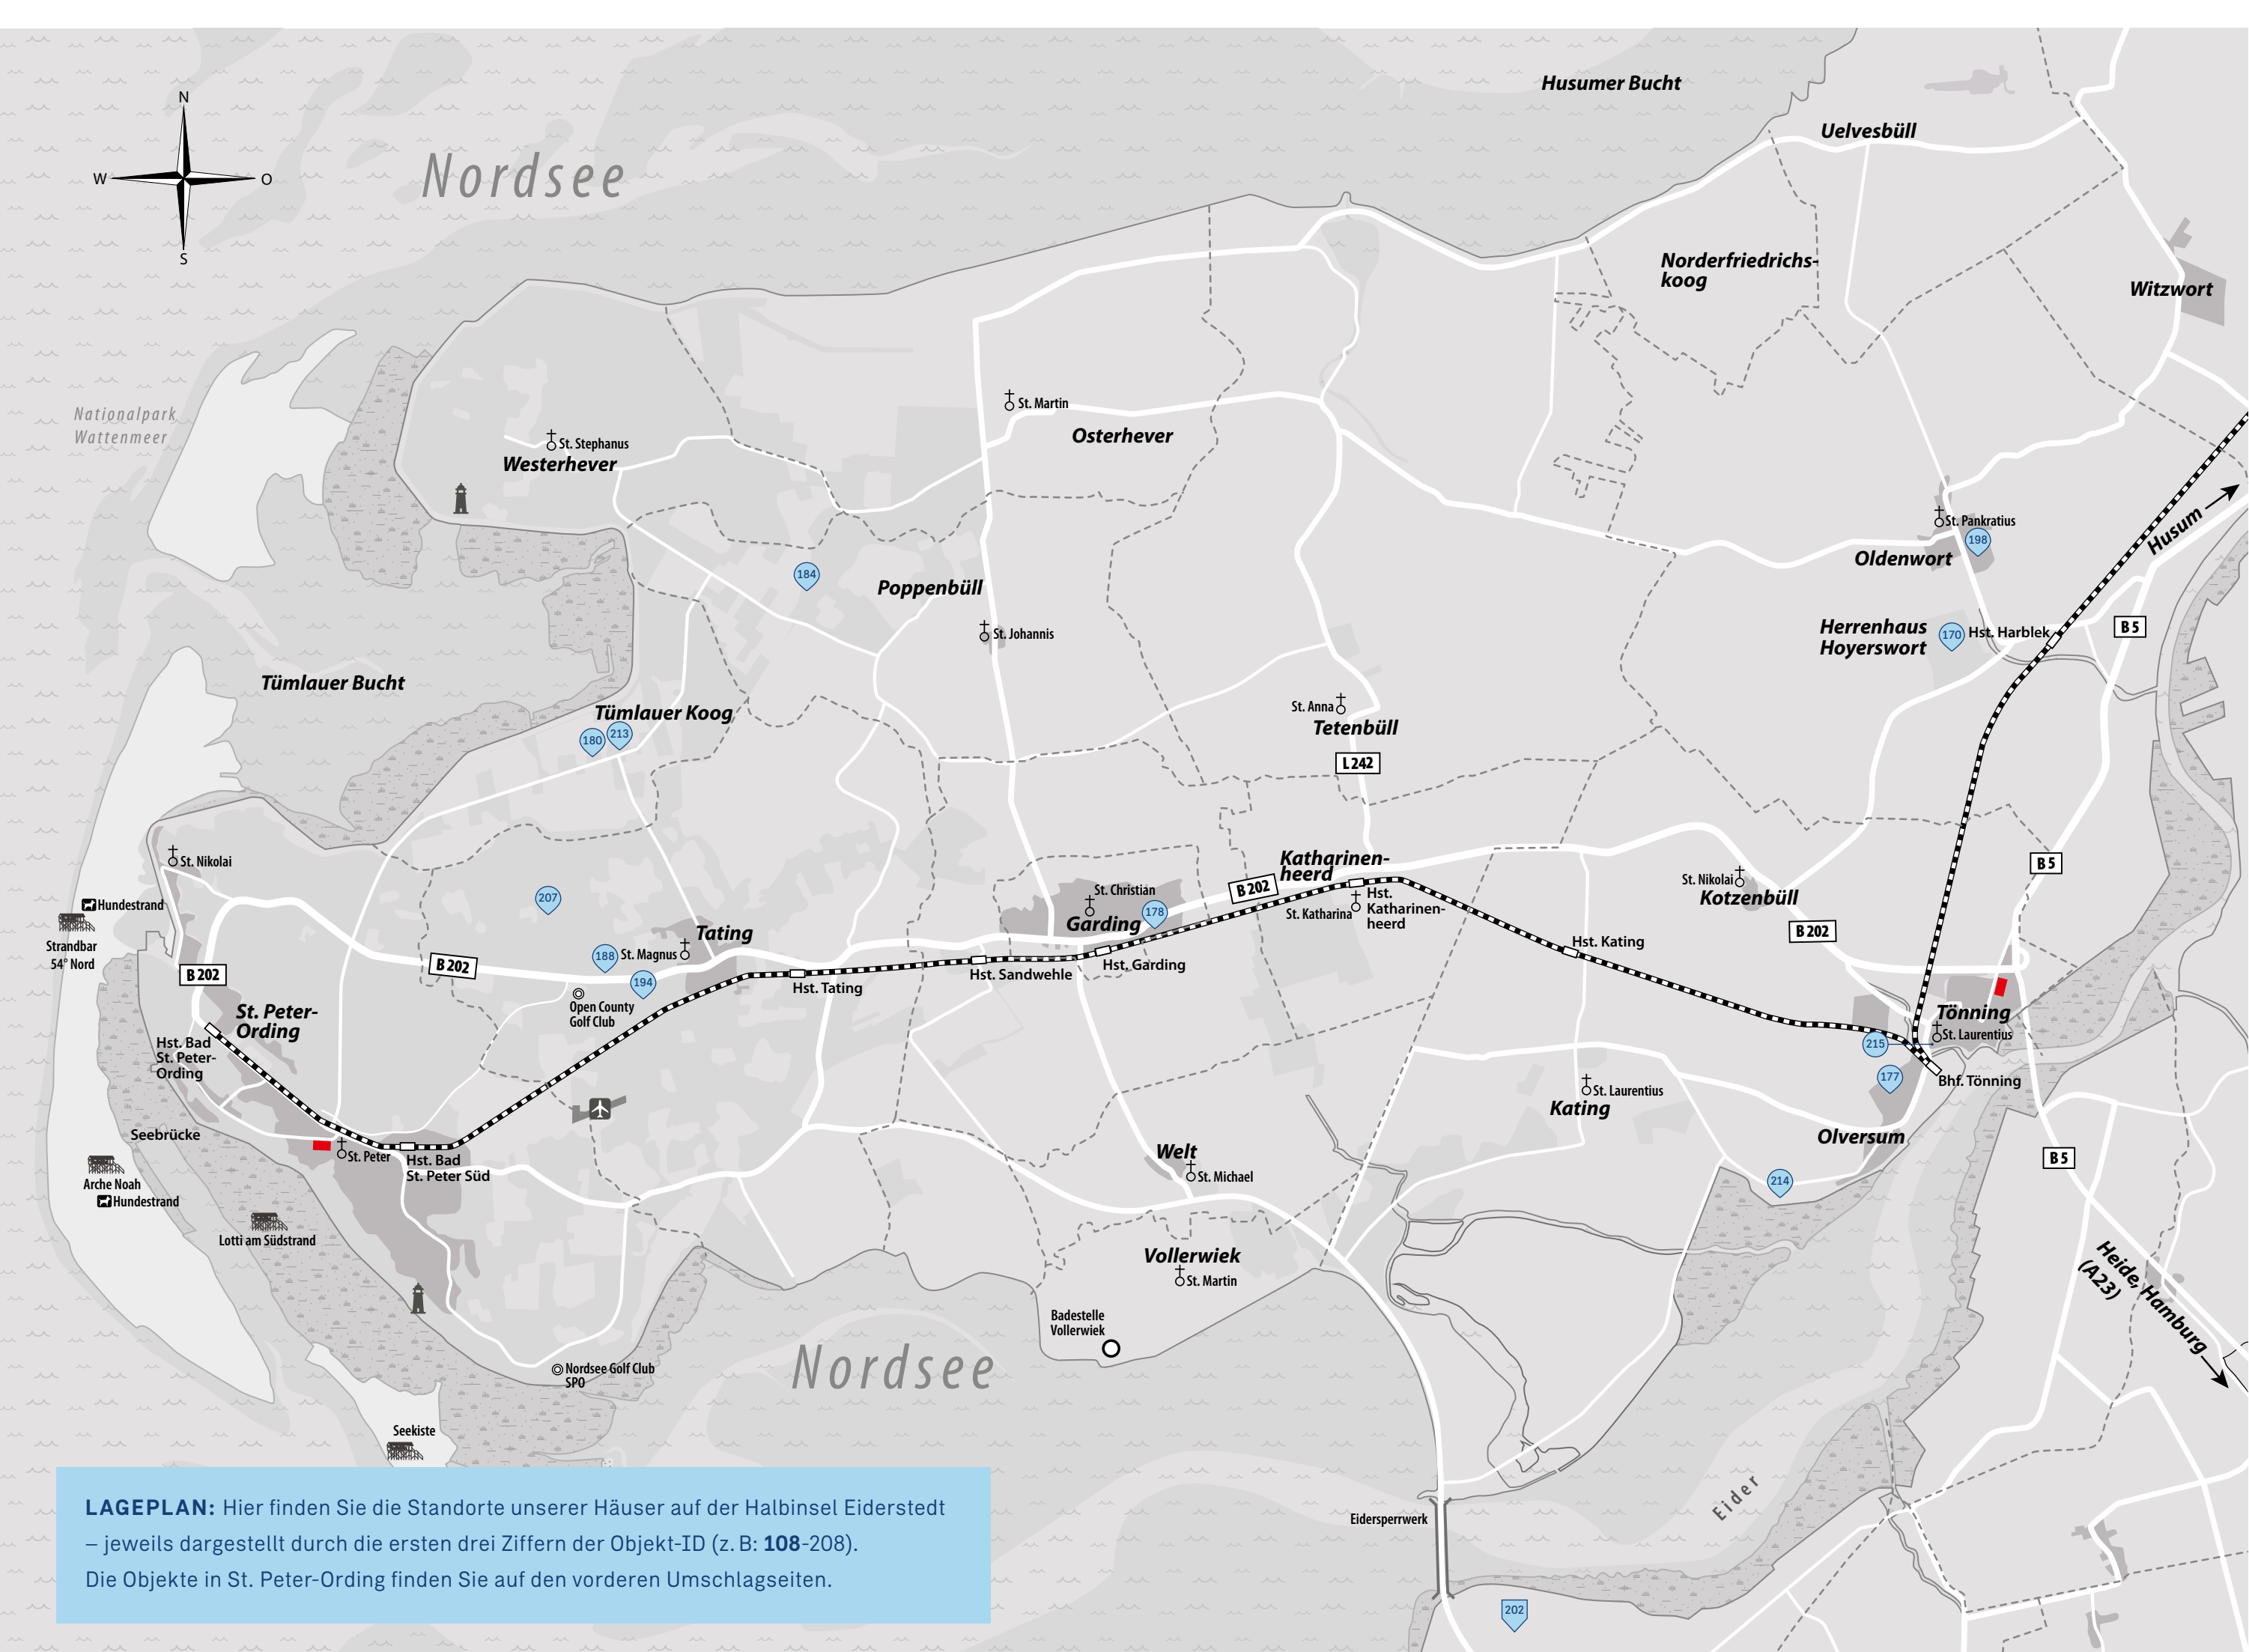 Husumer Bucht
Uelvesbüll
N
W
O
S
Nordsee
Norderfriedrichs-
koog
Witzwort
Nationalpark
Wattenmeer
St. Martin
Osterhever
St. Stephanus
Westerhever
Husum
St. Pankratius
198
Oldenwort
184
Poppenbüll
St. Johannis
Herrenhaus
Hoyerswort
170
Hst. Harblek
B 5
Tümlauer Bucht
Tümlauer Koog
180
213
St. Anna
Tetenbüll
L 242
St. Nikolai
Hundestrand
Strandbar
54° Nord
B 202
207
188
St. Magnus
Tating
194
B 202
Open County
Golf Club
Hst. Tating
Hst. Sandwehle
St. Christian
Garding
178
Hst. Garding
B 202
Katharinen-
heerd
St. Katharina
Hst.
Katharinen-
heerd
Hst. Kating
St. Nikolai
Kotzenbüll
B 202
B 5
Tönning
St. Laurentius
215
177
Bhf. Tönning
St. Peter-
Ording
Hst. Bad
St. Peter-
Ording
Seebrücke
Arche Noah
Hundestrand
St. Peter
Hst. Bad
St. Peter Süd
Lotti am Südstrand
St. Laurentius
Kating
Olversum
214
B 5
Welt
St. Michael
Vollerwiek
St. Martin
Badestelle
Vollerwiek
Heide, Hamburg
(A23)
Nordsee Golf Club
SPO
Nordsee
Seekiste
Eidersperrwerk
Eider
202
LAGEPLAN: Hier finden Sie die Standorte unserer Häuser auf der Halbinsel Eiderstedt
– jeweils dargestellt durch die ersten drei Ziffern der Objekt-ID (z. B: 108-208).
Die Objekte in St. Peter-Ording finden Sie auf den vorderen Umschlagseiten.